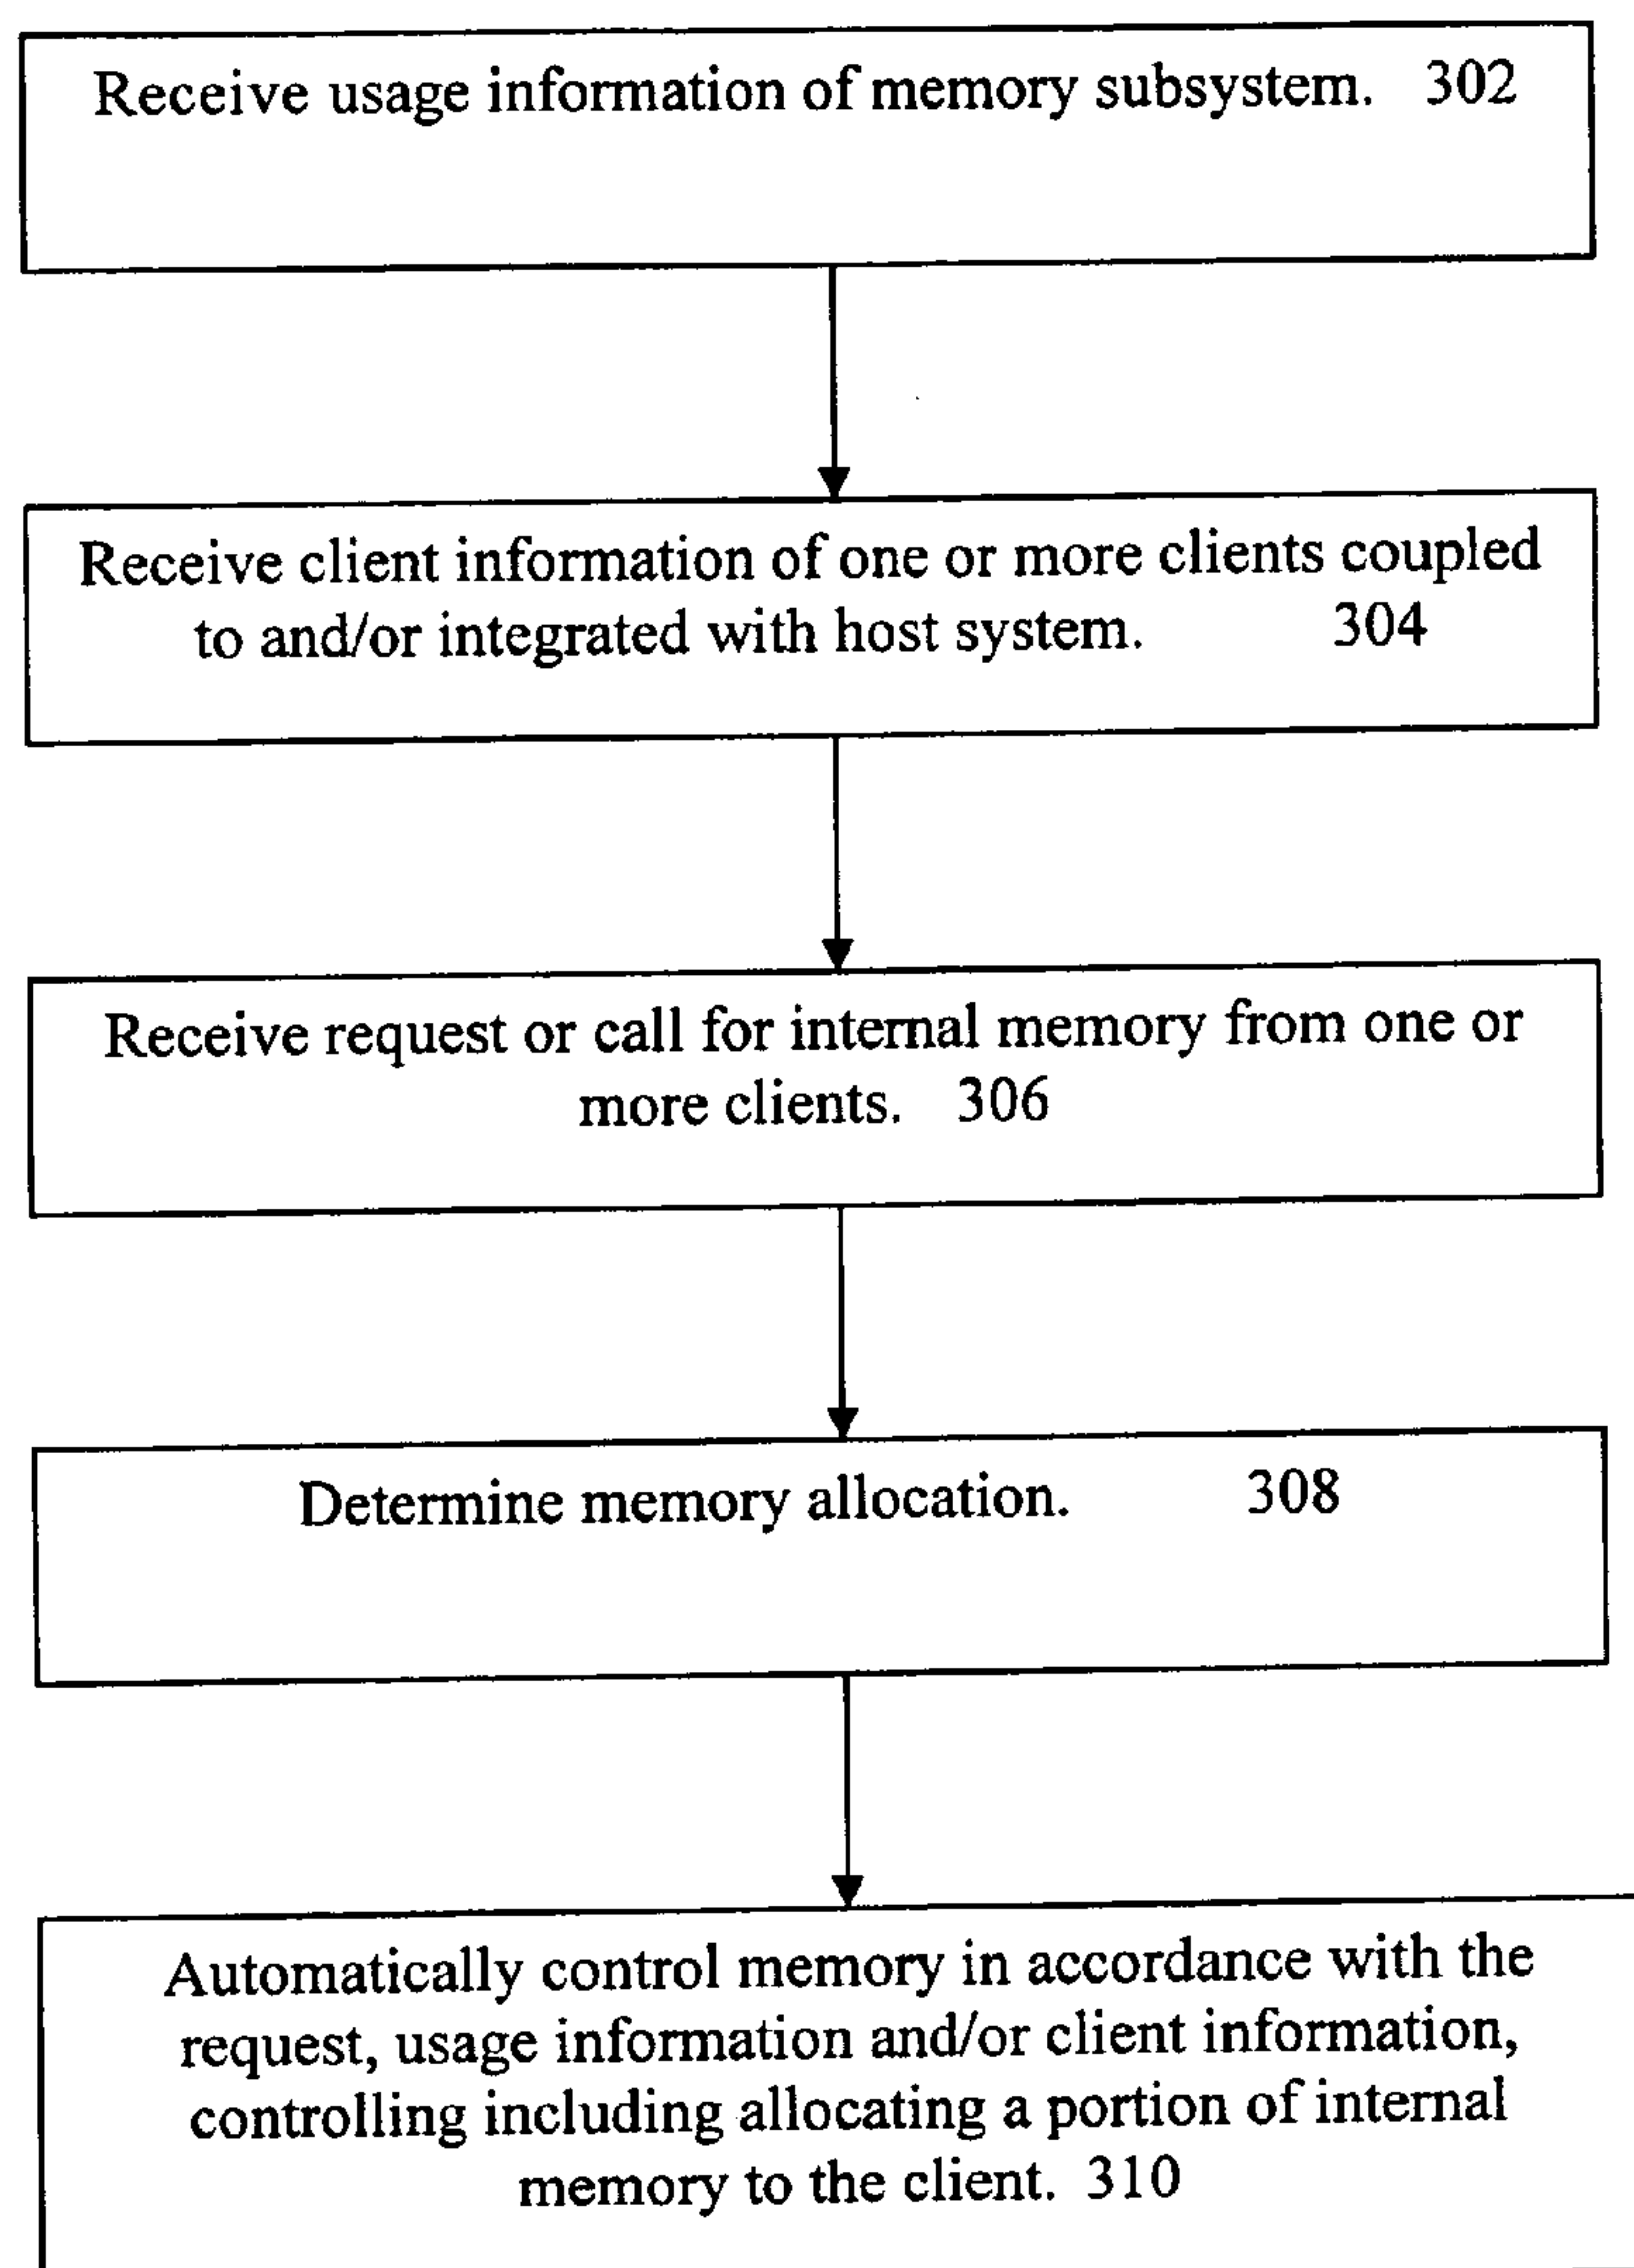 Receive usage information of memory subsystem. 302
Receive client information of one or more clients coupled
to and/or integrated with host system. 304
Receive request or call for internal memory from one or
more clients. 306
Determine memory allocation. 308
Automatically control memory in accordance with the
request, usage information and/or client information,
controlling including allocating a portion of internal
memory to the client. 310